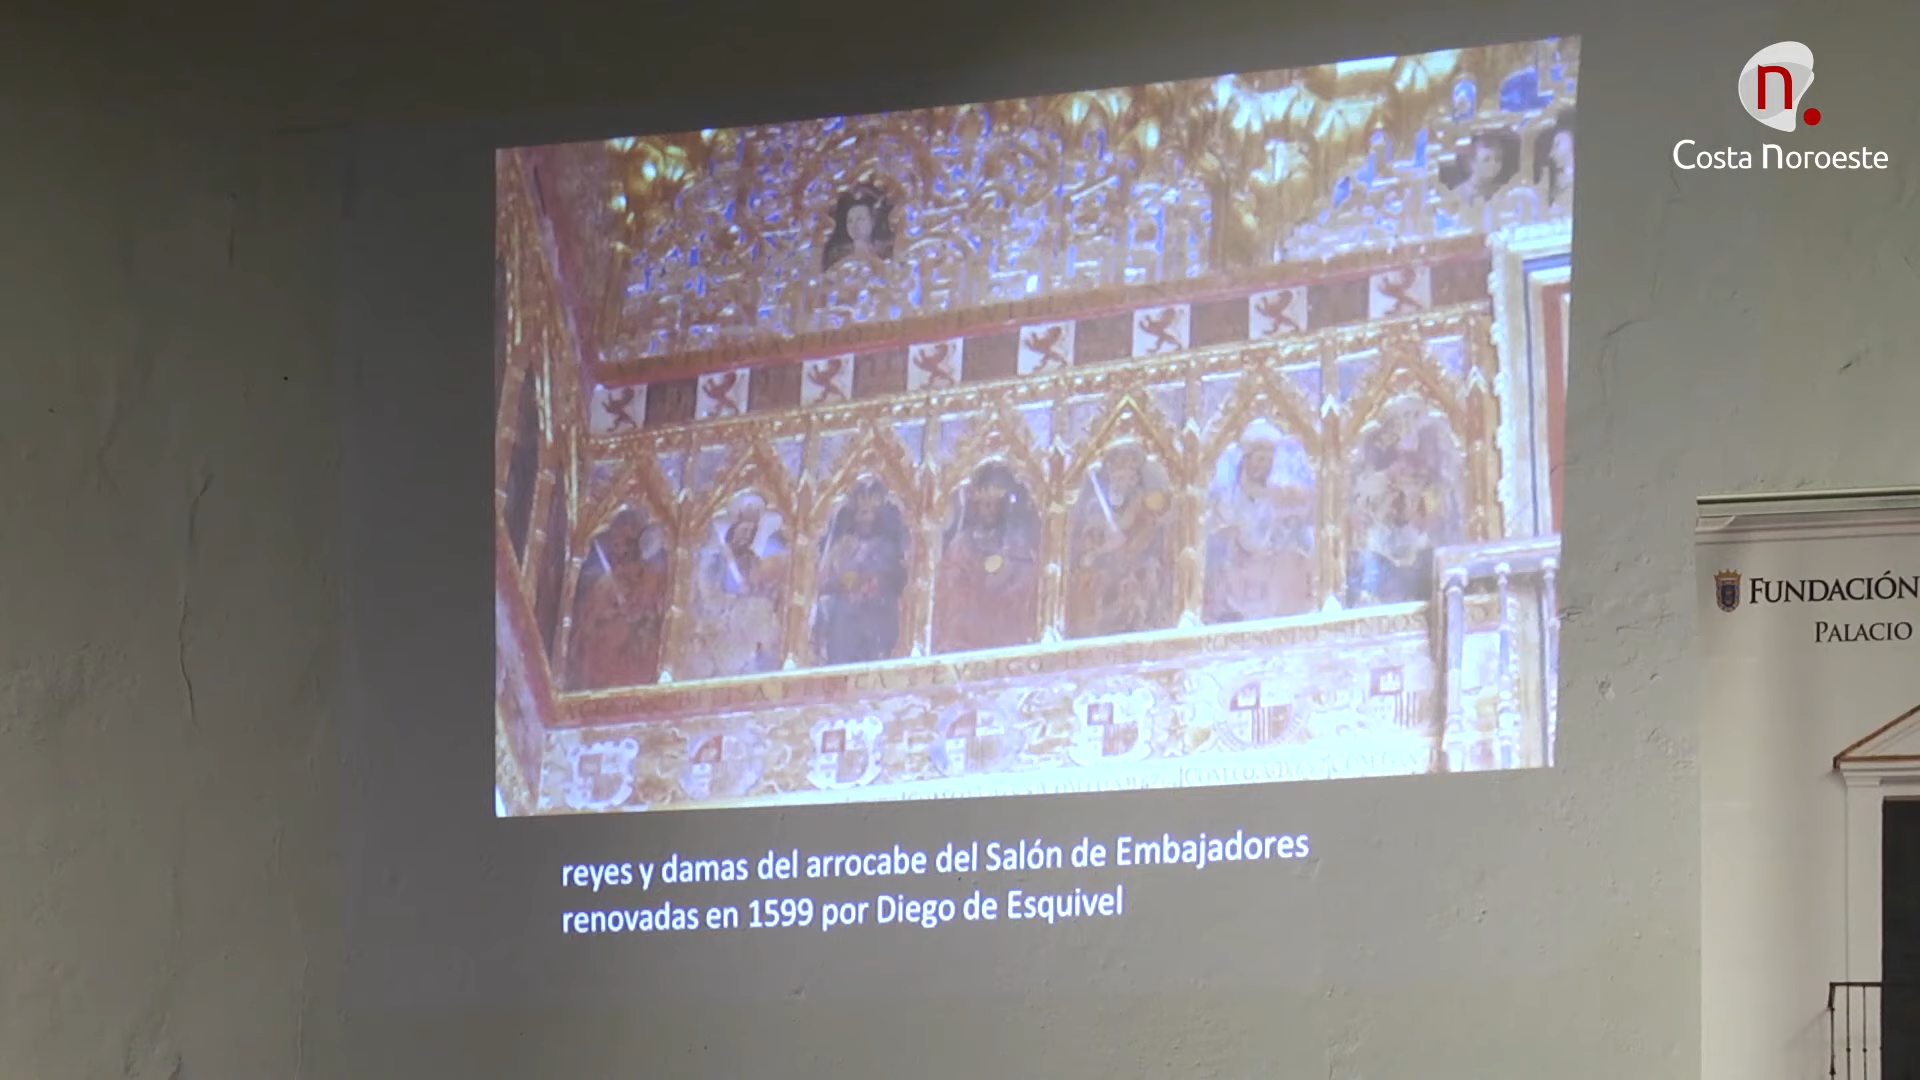 n.
Costa Noroeste
FUNDACIÓN
PALACIO
reyes y damas del arrocabe del Salón de Embajadores
renovadas en 1599 por Diego de Esquivel